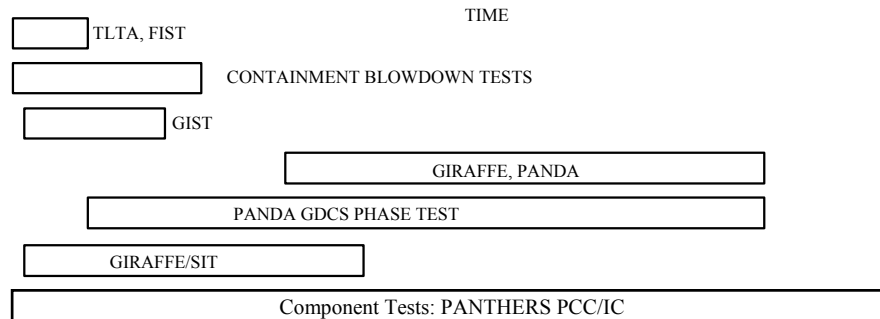 TIME
TLTA, FIST
CONTAINMENT BLOWDOWN TESTS
GIST
GIRAFFE, PANDA
PANDA GDCS PHASE TEST
GIRAFFE/SIT
Component Tests: PANTHERS PCC/IC